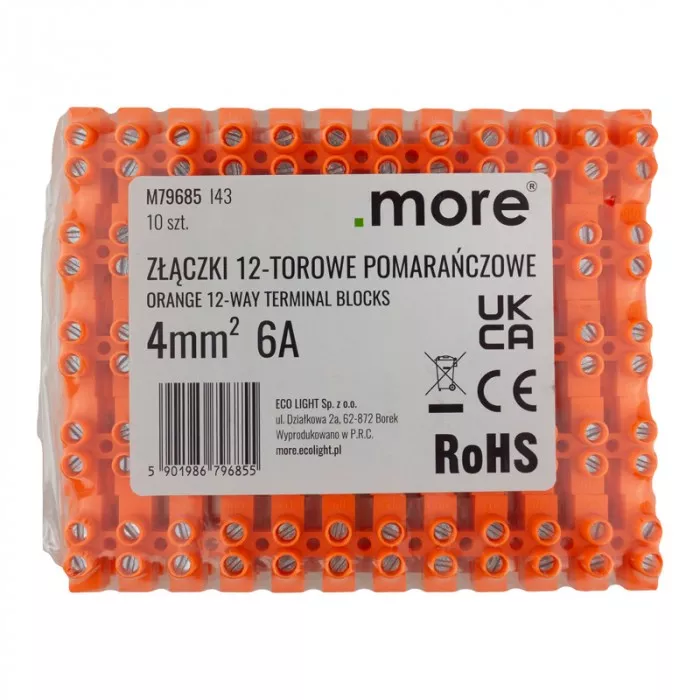 M79685 I43
10 szt.
.more®
ZŁĄCZKI 12-TOROWE POMARAŃCZOWE
ORANGE 12-WAY TERMINAL BLOCKS
4mm² 6A
UK
CA
CE
ECO LIGHT Sp. z o.o.
ul. Działkowa 2a, 62-872 Borek
Wyprodukowano w P.R.C.
more.ecolight.pl
RoHS
5 901986 796855